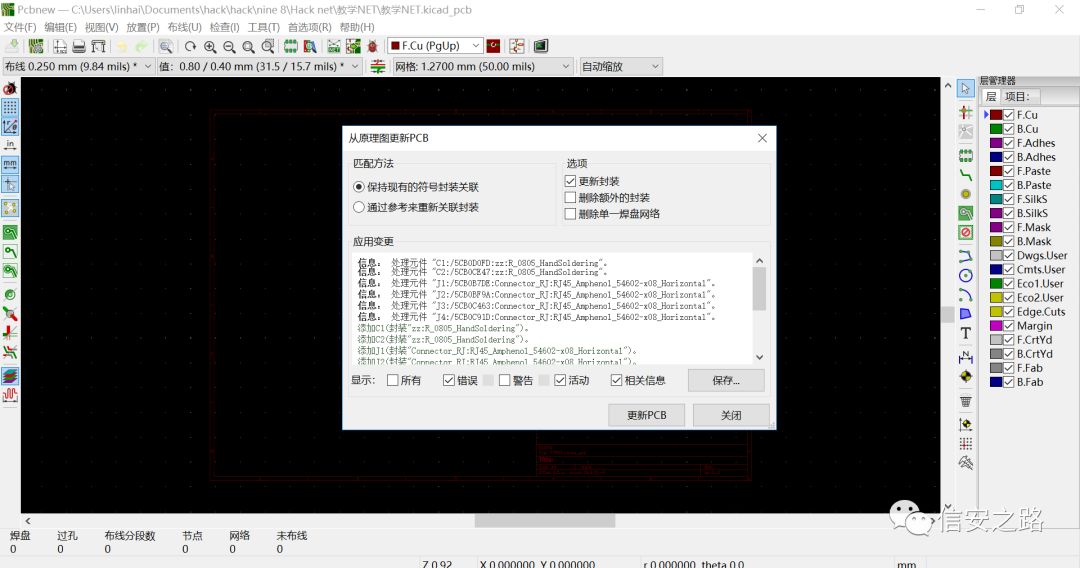 Pcbnew — C:\Users\linhai\Documents\hack\hack\nine 8\Hack net\教学NET\教学NET.kicad_pcb
文件(F) 编辑(E) 视图(V) 放置(P) 布线(U) 检查(I) 工具(T) 首选项(R) 帮助(H)
F.Cu (PgUp)
布线 0.250 mm (9.84 mils) * 值: 0.80 / 0.40 mm (31.5 / 15.7 mils) * 网格: 1.2700 mm (50.00 mils) 自动缩放
层管理器
层 项目:
F.Cu
B.Cu
F.Adhes
B.Adhes
F.Paste
B.Paste
F.SilkS
B.SilkS
F.Mask
B.Mask
Dwgs.User
Cmts.User
Eco1.User
Eco2.User
Edge.Cuts
Margin
F.CrtYd
B.CrtYd
F.Fab
B.Fab
in
mm
从原理图更新PCB
匹配方法
保持现有的符号封装关联
通过参考来重新关联封装
选项
更新封装
删除额外的封装
删除单一焊盘网络
应用变更
信息: 处理元件 "C1:/5CB0D0FD:zz:R_0805_HandSoldering"。
信息: 处理元件 "C2:/5CB0CE47:zz:R_0805_HandSoldering"。
信息: 处理元件 "J1:/5CB0B7DE:Connector_RJ:RJ45_Amphenol_54602-x08_Horizontal"。
信息: 处理元件 "J2:/5CB0BF9A:Connector_RJ:RJ45_Amphenol_54602-x08_Horizontal"。
信息: 处理元件 "J3:/5CB0C463:Connector_RJ:RJ45_Amphenol_54602-x08_Horizontal"。
信息: 处理元件 "J4:/5CB0C91D:Connector_RJ:RJ45_Amphenol_54602-x08_Horizontal"。
添加C1(封装"zz:R_0805_HandSoldering")。
添加C2(封装"zz:R_0805_HandSoldering")。
添加J1(封装"Connector_RJ:RJ45_Amphenol_54602-x08_Horizontal")。
添加J2(封装"Connector_RJ:RJ45_Amphenol_54602-x08_Horizontal")。
显示: 所有 错误 警告 活动 相关信息 保存...
更新PCB 关闭
信安之路
焊盘 过孔 布线分段数 节点 网络 未布线
0 0 0 0 0 0
Z 0.92 X 0.000000 Y 0.000000 r 0.000000 theta 0.0 mm